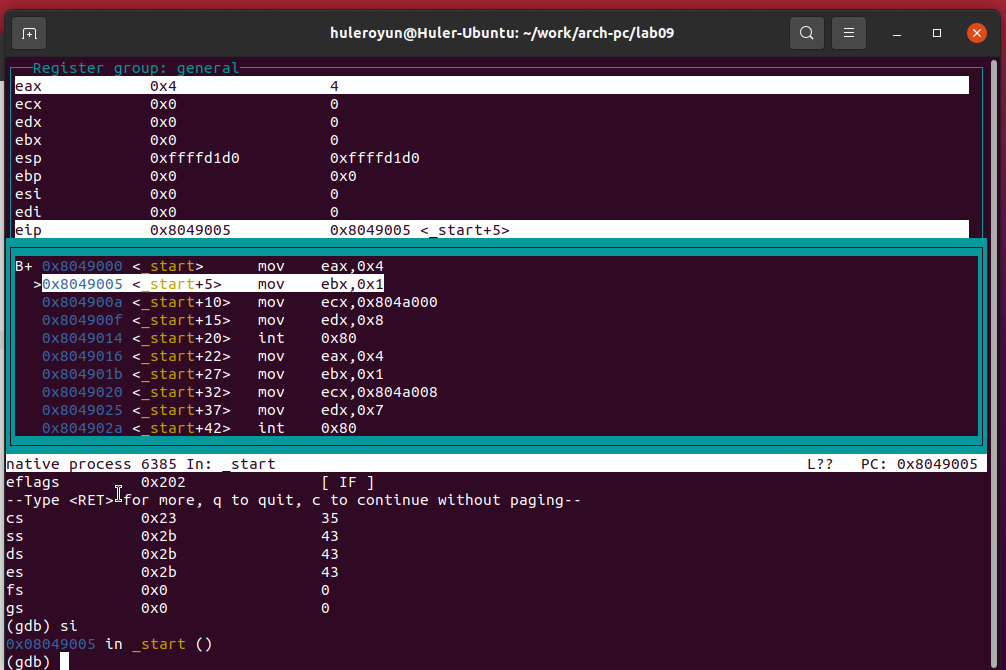 huleroyun@Huler-Ubuntu: ~/work/arch-pc/lab09
Register group: general
eax 0x4 4
ecx 0x0 0
edx 0x0 0
ebx 0x0 0
esp 0xffffd1d0 0xffffd1d0
ebp 0x0 0x0
esi 0x0 0
edi 0x0 0
eip 0x8049005 0x8049005 <_start+5>
B+ 0x8049000 <_start> mov eax,0x4
>0x8049005 <_start+5> mov ebx,0x1
0x804900a <_start+10> mov ecx,0x804a000
0x804900f <_start+15> mov edx,0x8
0x8049014 <_start+20> int 0x80
0x8049016 <_start+22> mov eax,0x4
0x804901b <_start+27> mov ebx,0x1
0x8049020 <_start+32> mov ecx,0x804a008
0x8049025 <_start+37> mov edx,0x7
0x804902a <_start+42> int 0x80
native process 6385 In: _start L?? PC: 0x8049005
eflags 0x202 [ IF ]
--Type <RET> for more, q to quit, c to continue without paging--
cs 0x23 35
ss 0x2b 43
ds 0x2b 43
es 0x2b 43
fs 0x0 0
gs 0x0 0
(gdb) si
0x08049005 in _start ()
(gdb)